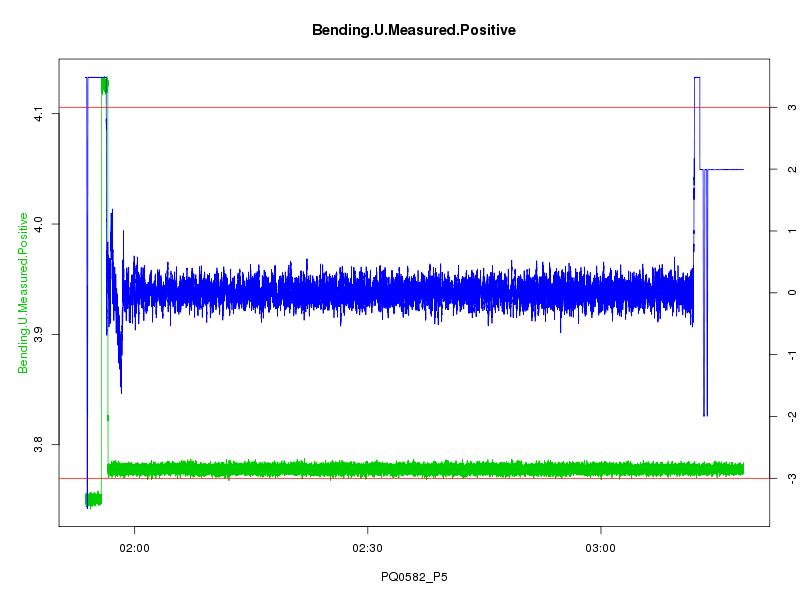 Bending.U.Measured.Positive
Bending.U.Measured.Positive
4.1
4.0
3.9
3.8
3
2
1
0
-1
-2
-3
02:00 02:30 03:00
PQ0582_P5